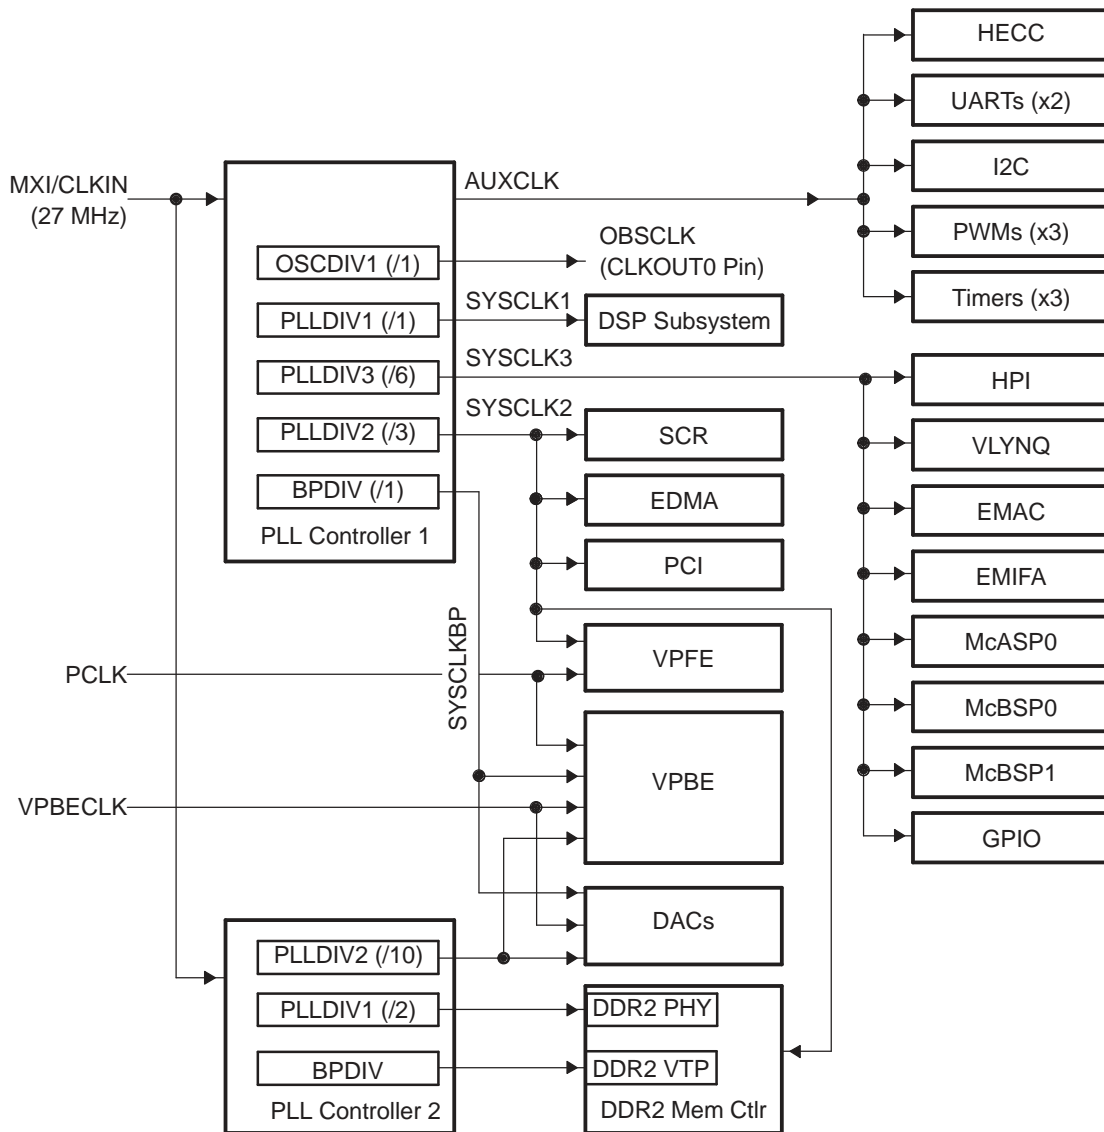 HECC
UARTs (x2)
I2C
PWMs (x3)
Timers (x3)
MXI/CLKIN
(27 MHz)
AUXCLK
OBSCLK
(CLKOUT0 Pin)
OSCDIV1 (/1)
SYSCLK1
PLLDIV1 (/1)
DSP Subsystem
SYSCLK3
PLLDIV3 (/6)
HPI
SYSCLK2
PLLDIV2 (/3)
SCR
VLYNQ
BPDIV (/1)
EDMA
EMAC
PLL Controller 1
PCI
EMIFA
SYSCLKBP
VPFE
McASP0
PCLK
McBSP0
VPBE
McBSP1
VPBECLK
GPIO
DACs
PLLDIV2 (/10)
PLLDIV1 (/2)
DDR2 PHY
BPDIV
DDR2 VTP
PLL Controller 2
DDR2 Mem Ctlr